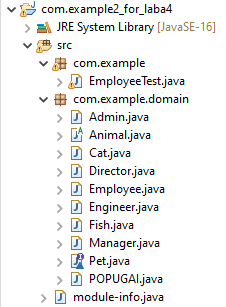 com.example2_for_laba4
JRE System Library [JavaSE-16]
src
com.example
EmployeeTest.java
com.example.domain
Admin.java
Animal.java
Cat.java
Director.java
Employee.java
Engineer.java
Fish.java
Manager.java
Pet.java
POPUGAI.java
module-info.java